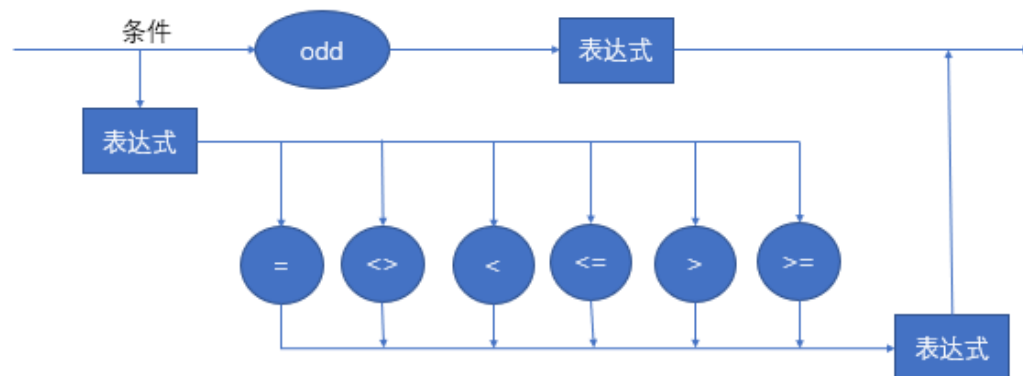 条件
odd
表达式
表达式
=
<>
<
<=
>
>=
表达式